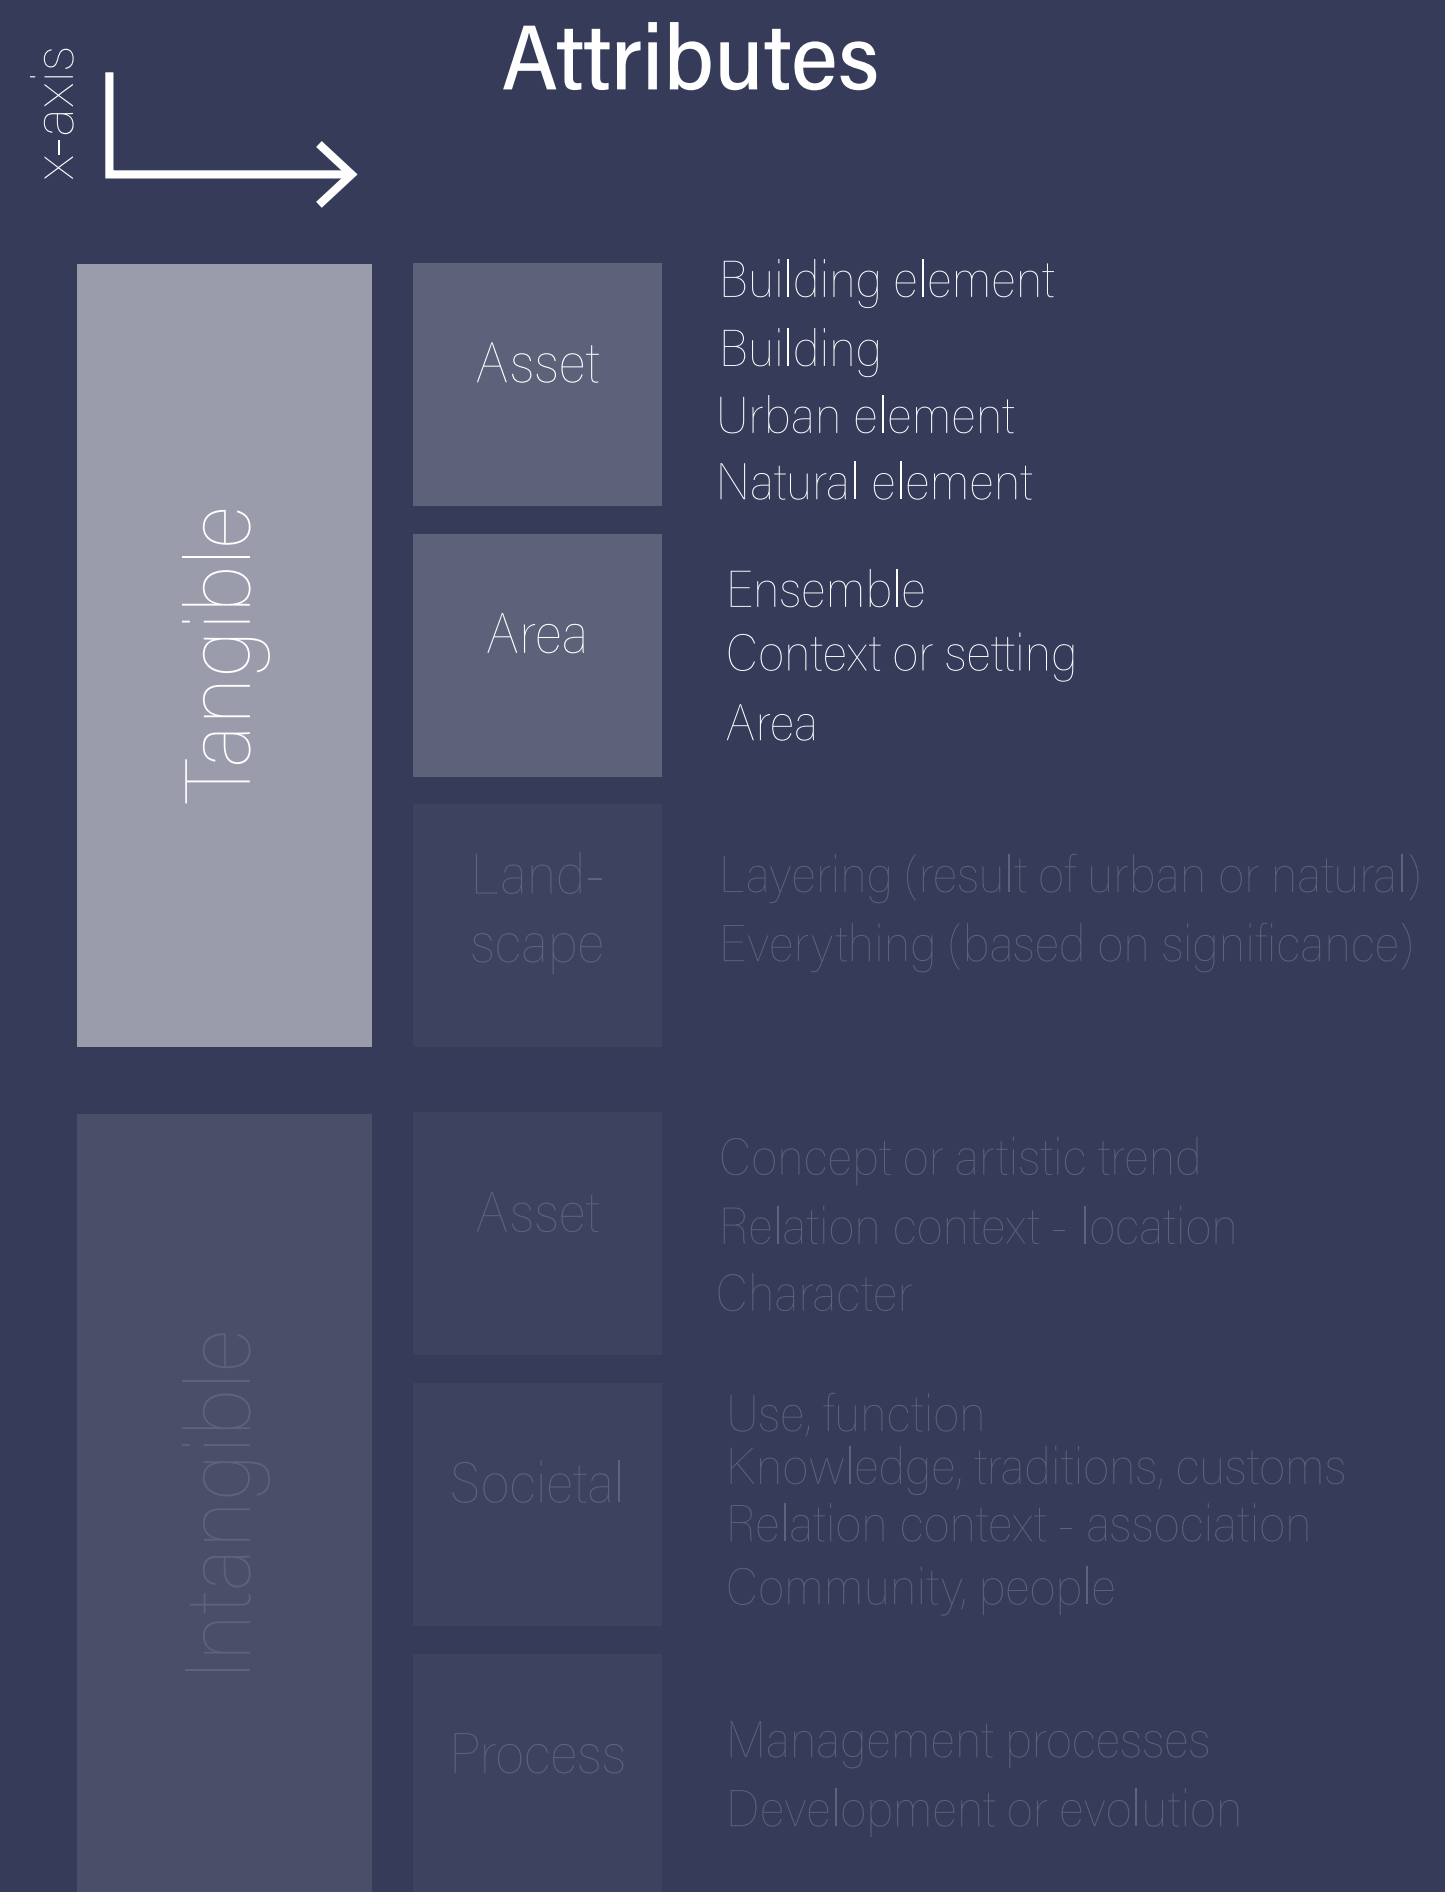 Attributes
x-axis
Tangible
Asset
Building element
Building
Urban element
Natural element
Area
Ensemble
Context or setting
Area
Land-
scape
Layering (result of urban or natural)
Everything (based on significance)
Intangible
Asset
Concept or artistic trend
Relation context - location
Character
Societal
Use, function
Knowledge, traditions, customs
Relation context - association
Community, people
Process
Management processes
Development or evolution